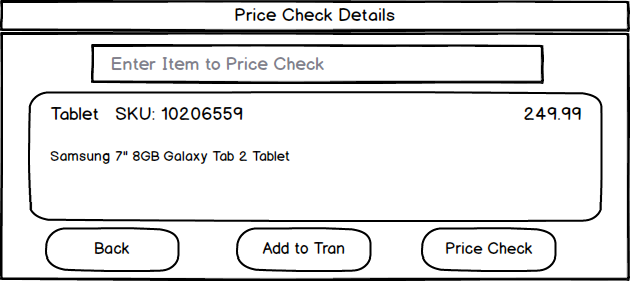 Price Check Details
Enter Item to Price Check
Tablet SKU: 10206559 249.99
Samsung 7" 8GB Galaxy Tab 2 Tablet
Back Add to Tran Price Check